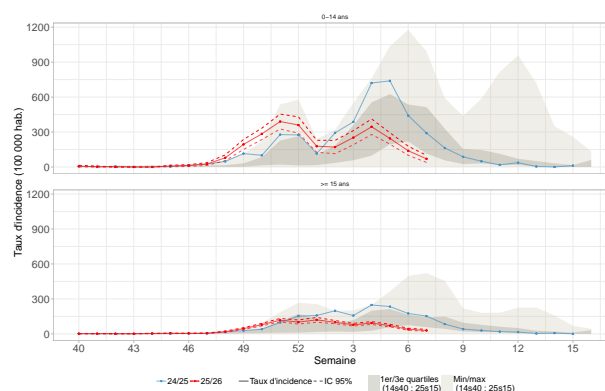 0−14 ans
1200
900
600
300
0
>= 15 ans
1200
900
600
300
0
Taux d'incidence (100 000 hab.)
40 43 46 49 52 3 6 9 12 15
Semaine
24/25 25/26 Taux d'incidence IC 95% 1er/3e quartiles (14s40 : 25s15) Min/max (14s40 : 25s15)